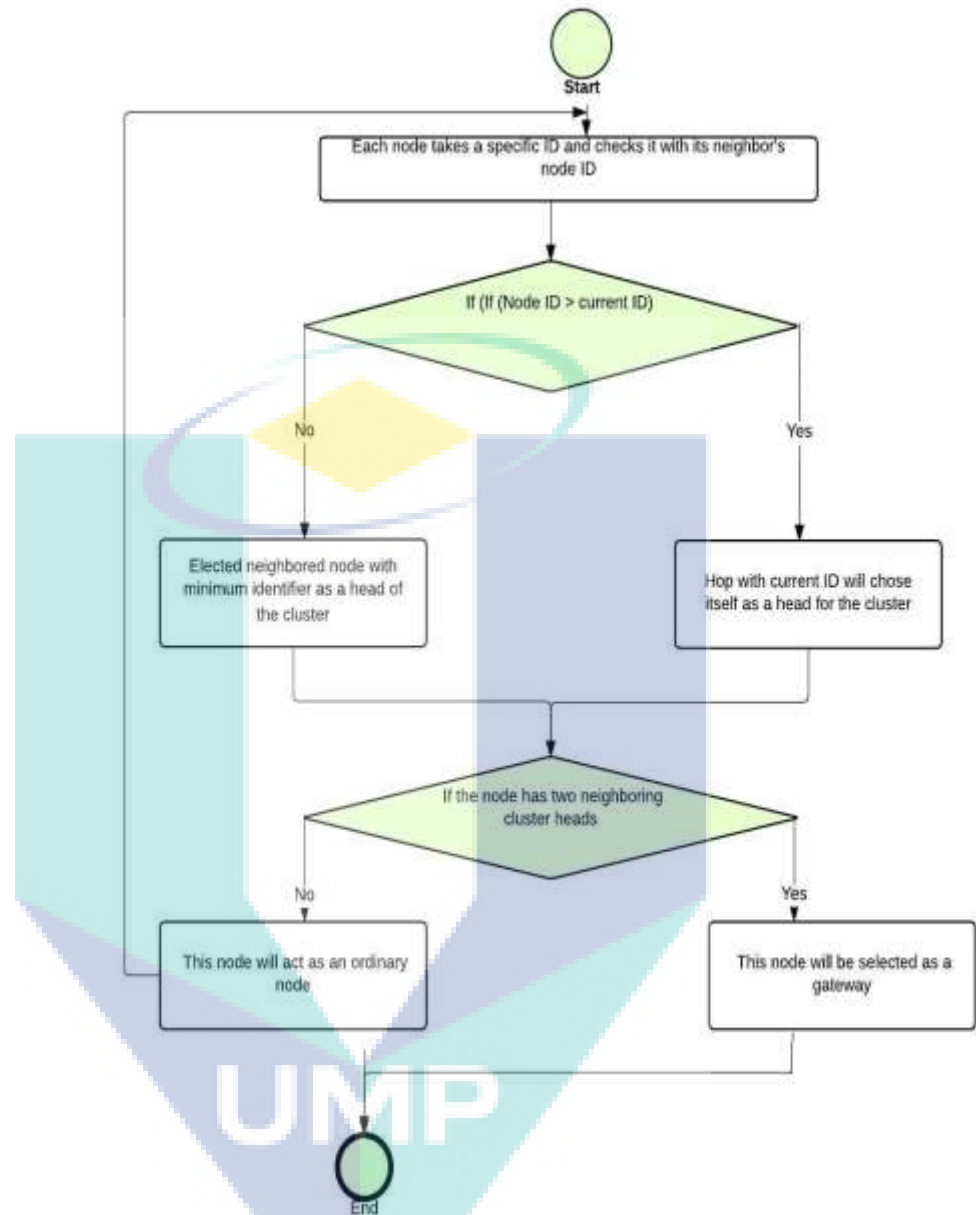 Start
Each node takes a specific ID and checks it with its neighbor's
node ID
If (If (Node ID > current ID)
No
Yes
Elected neighbored node with
minimum identifier as a head of
the cluster
Hop with current ID will chose
itself as a head for the cluster
If the node has two neighboring
cluster heads
No
Yes
This node will act as an ordinary
node
This node will be selected as a
gateway
UMP
End